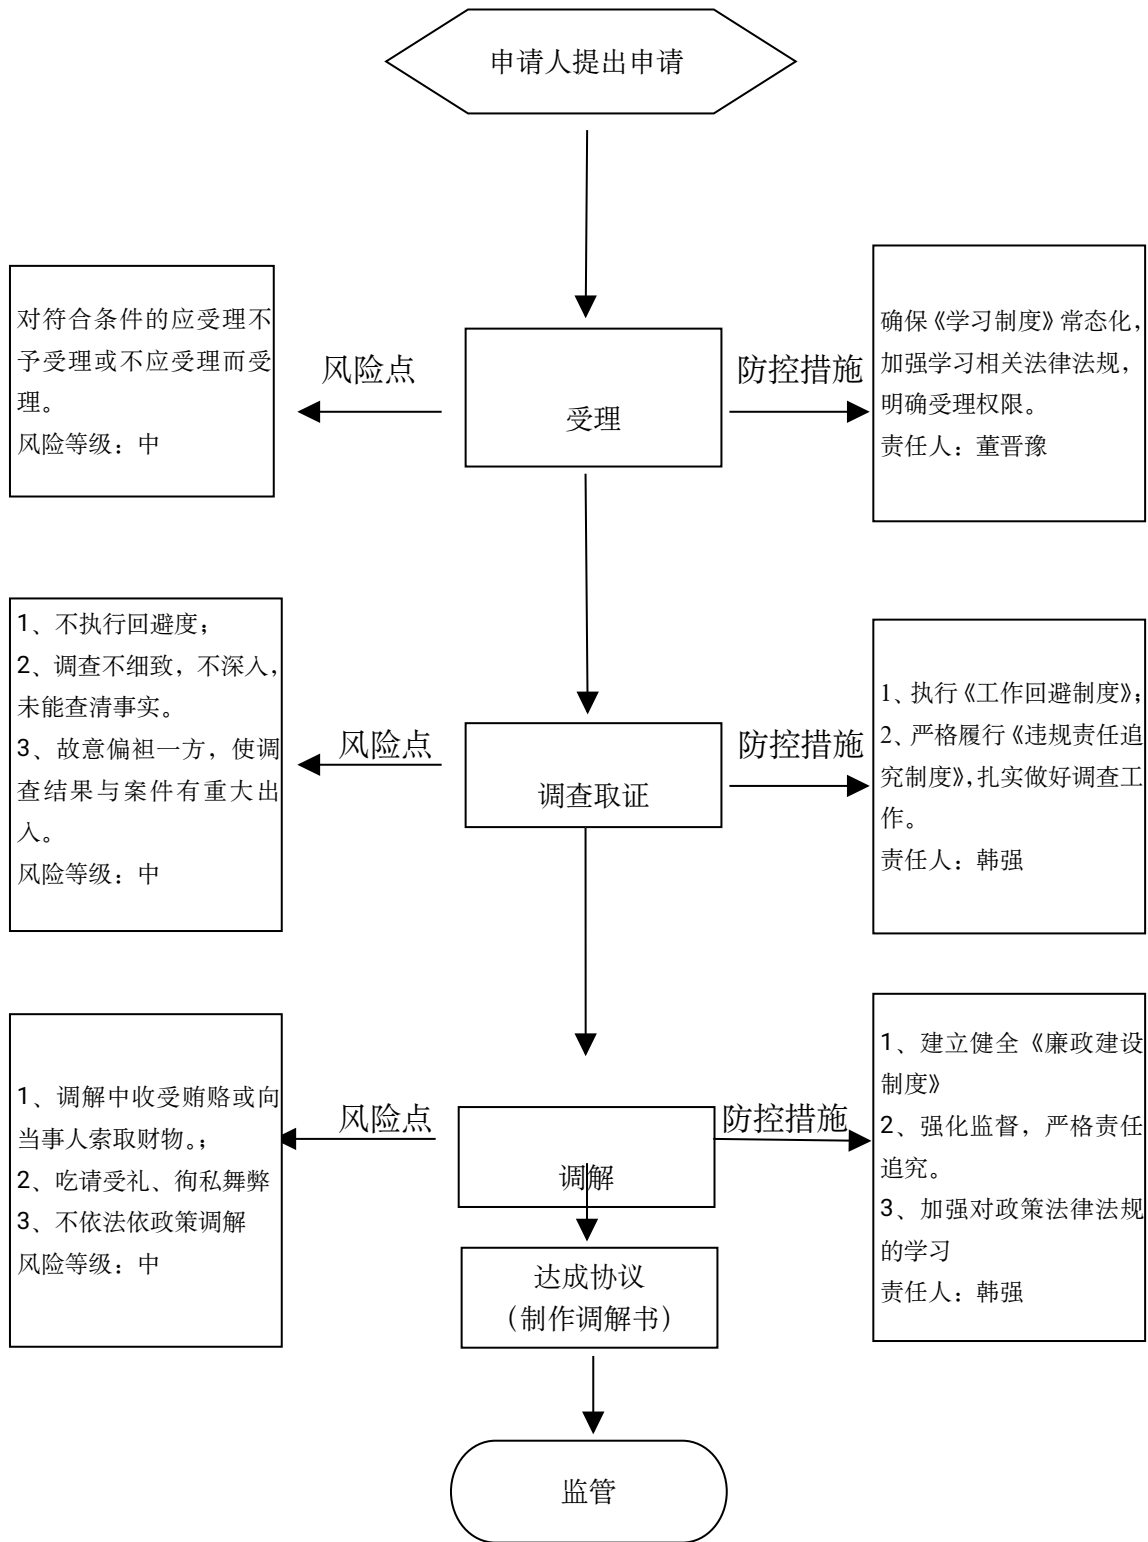 申请人提出申请
对符合条件的应受理不
予受理或不应受理而受
理。
风险等级：中
风险点
受理
防控措施
确保《学习制度》常态化，
加强学习相关法律法规，
明确受理权限。
责任人：董晋豫
1、不执行回避度；
2、调查不细致，不深入，
未能查清事实。
3、故意偏袒一方，使调
查结果与案件有重大出
入。
风险等级：中
风险点
调查取证
防控措施
1、执行《工作回避制度》；
2、严格履行《违规责任追
究制度》，扎实做好调查工
作。
责任人：韩强
1、调解中收受贿赂或向
当事人索取财物。；
2、吃请受礼、徇私舞弊
3、不依法依政策调解
风险等级：中
风险点
调解
防控措施
1、建立健全《廉政建设
制度》
2、强化监督，严格责任
追究。
3、加强对政策法律法规
的学习
责任人：韩强
达成协议
（制作调解书）
监管